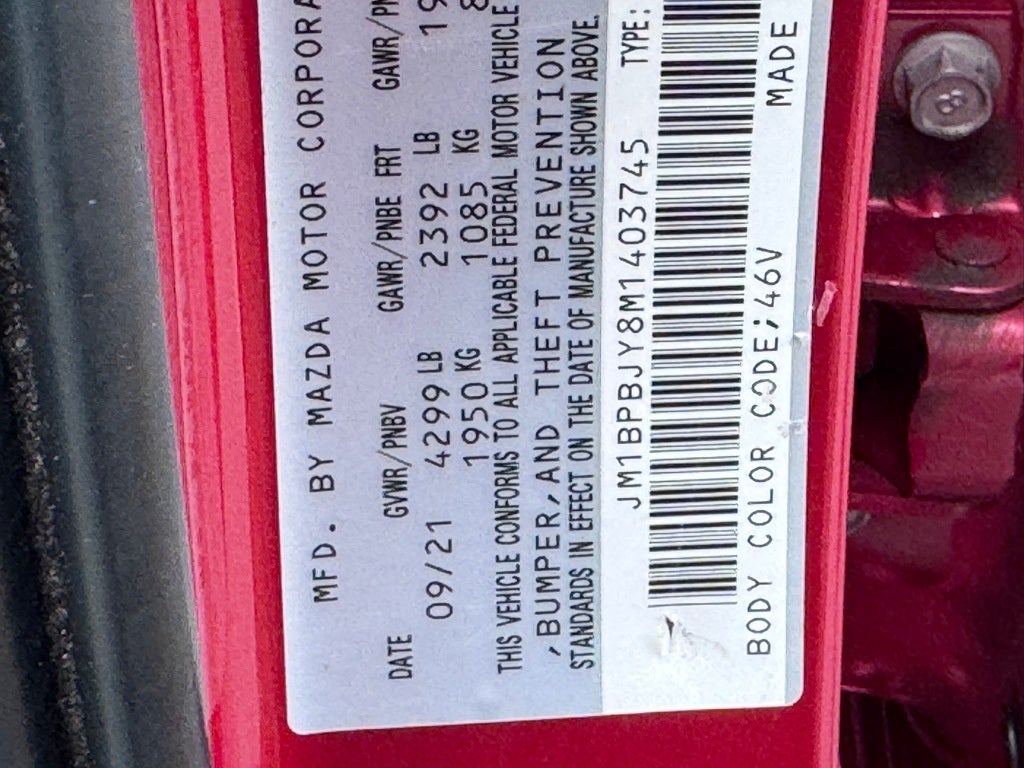 MFD. BY MAZDA MOTOR CORPORA
DATE GVWR/PNBV GAWR/PNBE FRT GAWR/PN
09/21 4299 LB 2392 LB 19
1950 KG 1085 KG 8
THIS VEHICLE CONFORMS TO ALL APPLICABLE FEDERAL MOTOR VEHICLE
, BUMPER, AND THEFT PREVENTION
STANDARDS IN EFFECT ON THE DATE OF MANUFACTURE SHOWN ABOVE.
JM1BPBJY8M1403745 TYPE:
BODY COLOR CODE;46V MADE